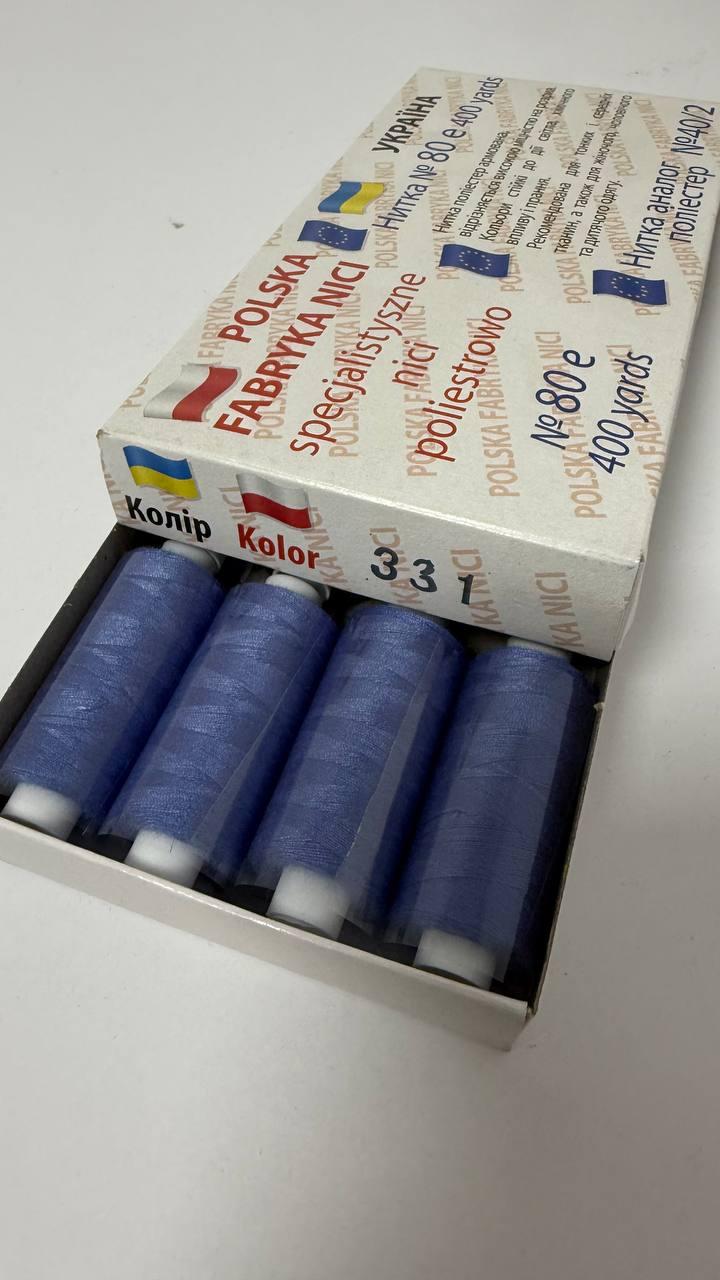 POLSKA
FABRYKA NICI
specjalistyszne
nici
poliestrowo
№ 80 e
400 yards
УКРАЇНА
Нитка № 80 e 400 yards
Нитка поліестер армована,
відрізняється високою міцністю на розрив.
Кольори стійкі до дії світла, хімічного
впливу і прання.
Рекомендована для тонких і середніх
тканин, а також для жіночого, чоловічого
та дитячого одягу.
Нитка аналог №40/2
поліестер
Колір
Kolor
331